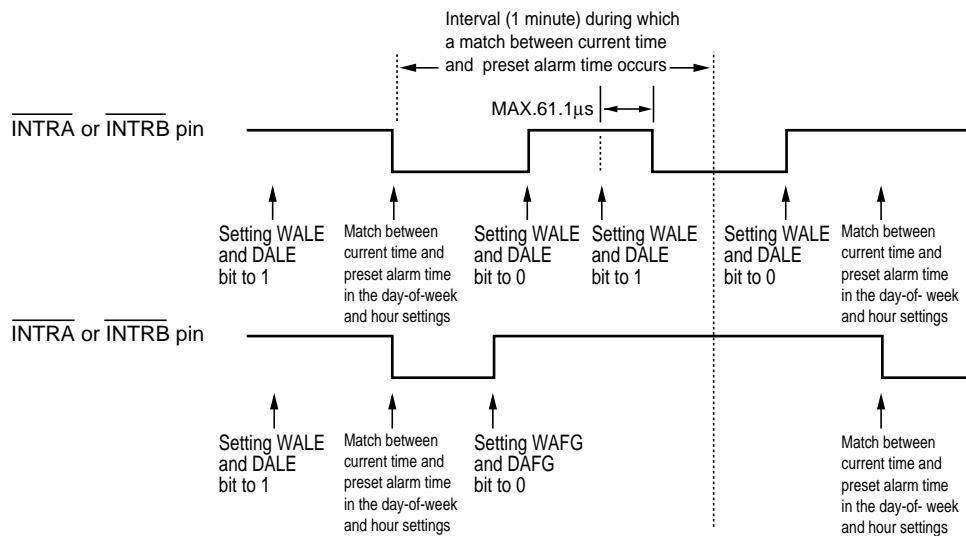 Interval (1 minute) during which
a match between current time
and preset alarm time occurs
MAX.61.1μs
INTRA or INTRB pin
Setting WALE
and DALE
bit to 1
Match between
current time and
preset alarm time
in the day-of-week
and hour settings
Setting WALE
and DALE
bit to 0
Setting WALE
and DALE
bit to 1
Setting WALE
and DALE
bit to 0
Match between
current time and
preset alarm time
in the day-of- week
and hour settings
INTRA or INTRB pin
Setting WALE
and DALE
bit to 1
Match between
current time and
preset alarm time
in the day-of-week
and hour settings
Setting WAFG
and DAFG
bit to 0
Match between
current time and
preset alarm time
in the day-of- week
and hour settings